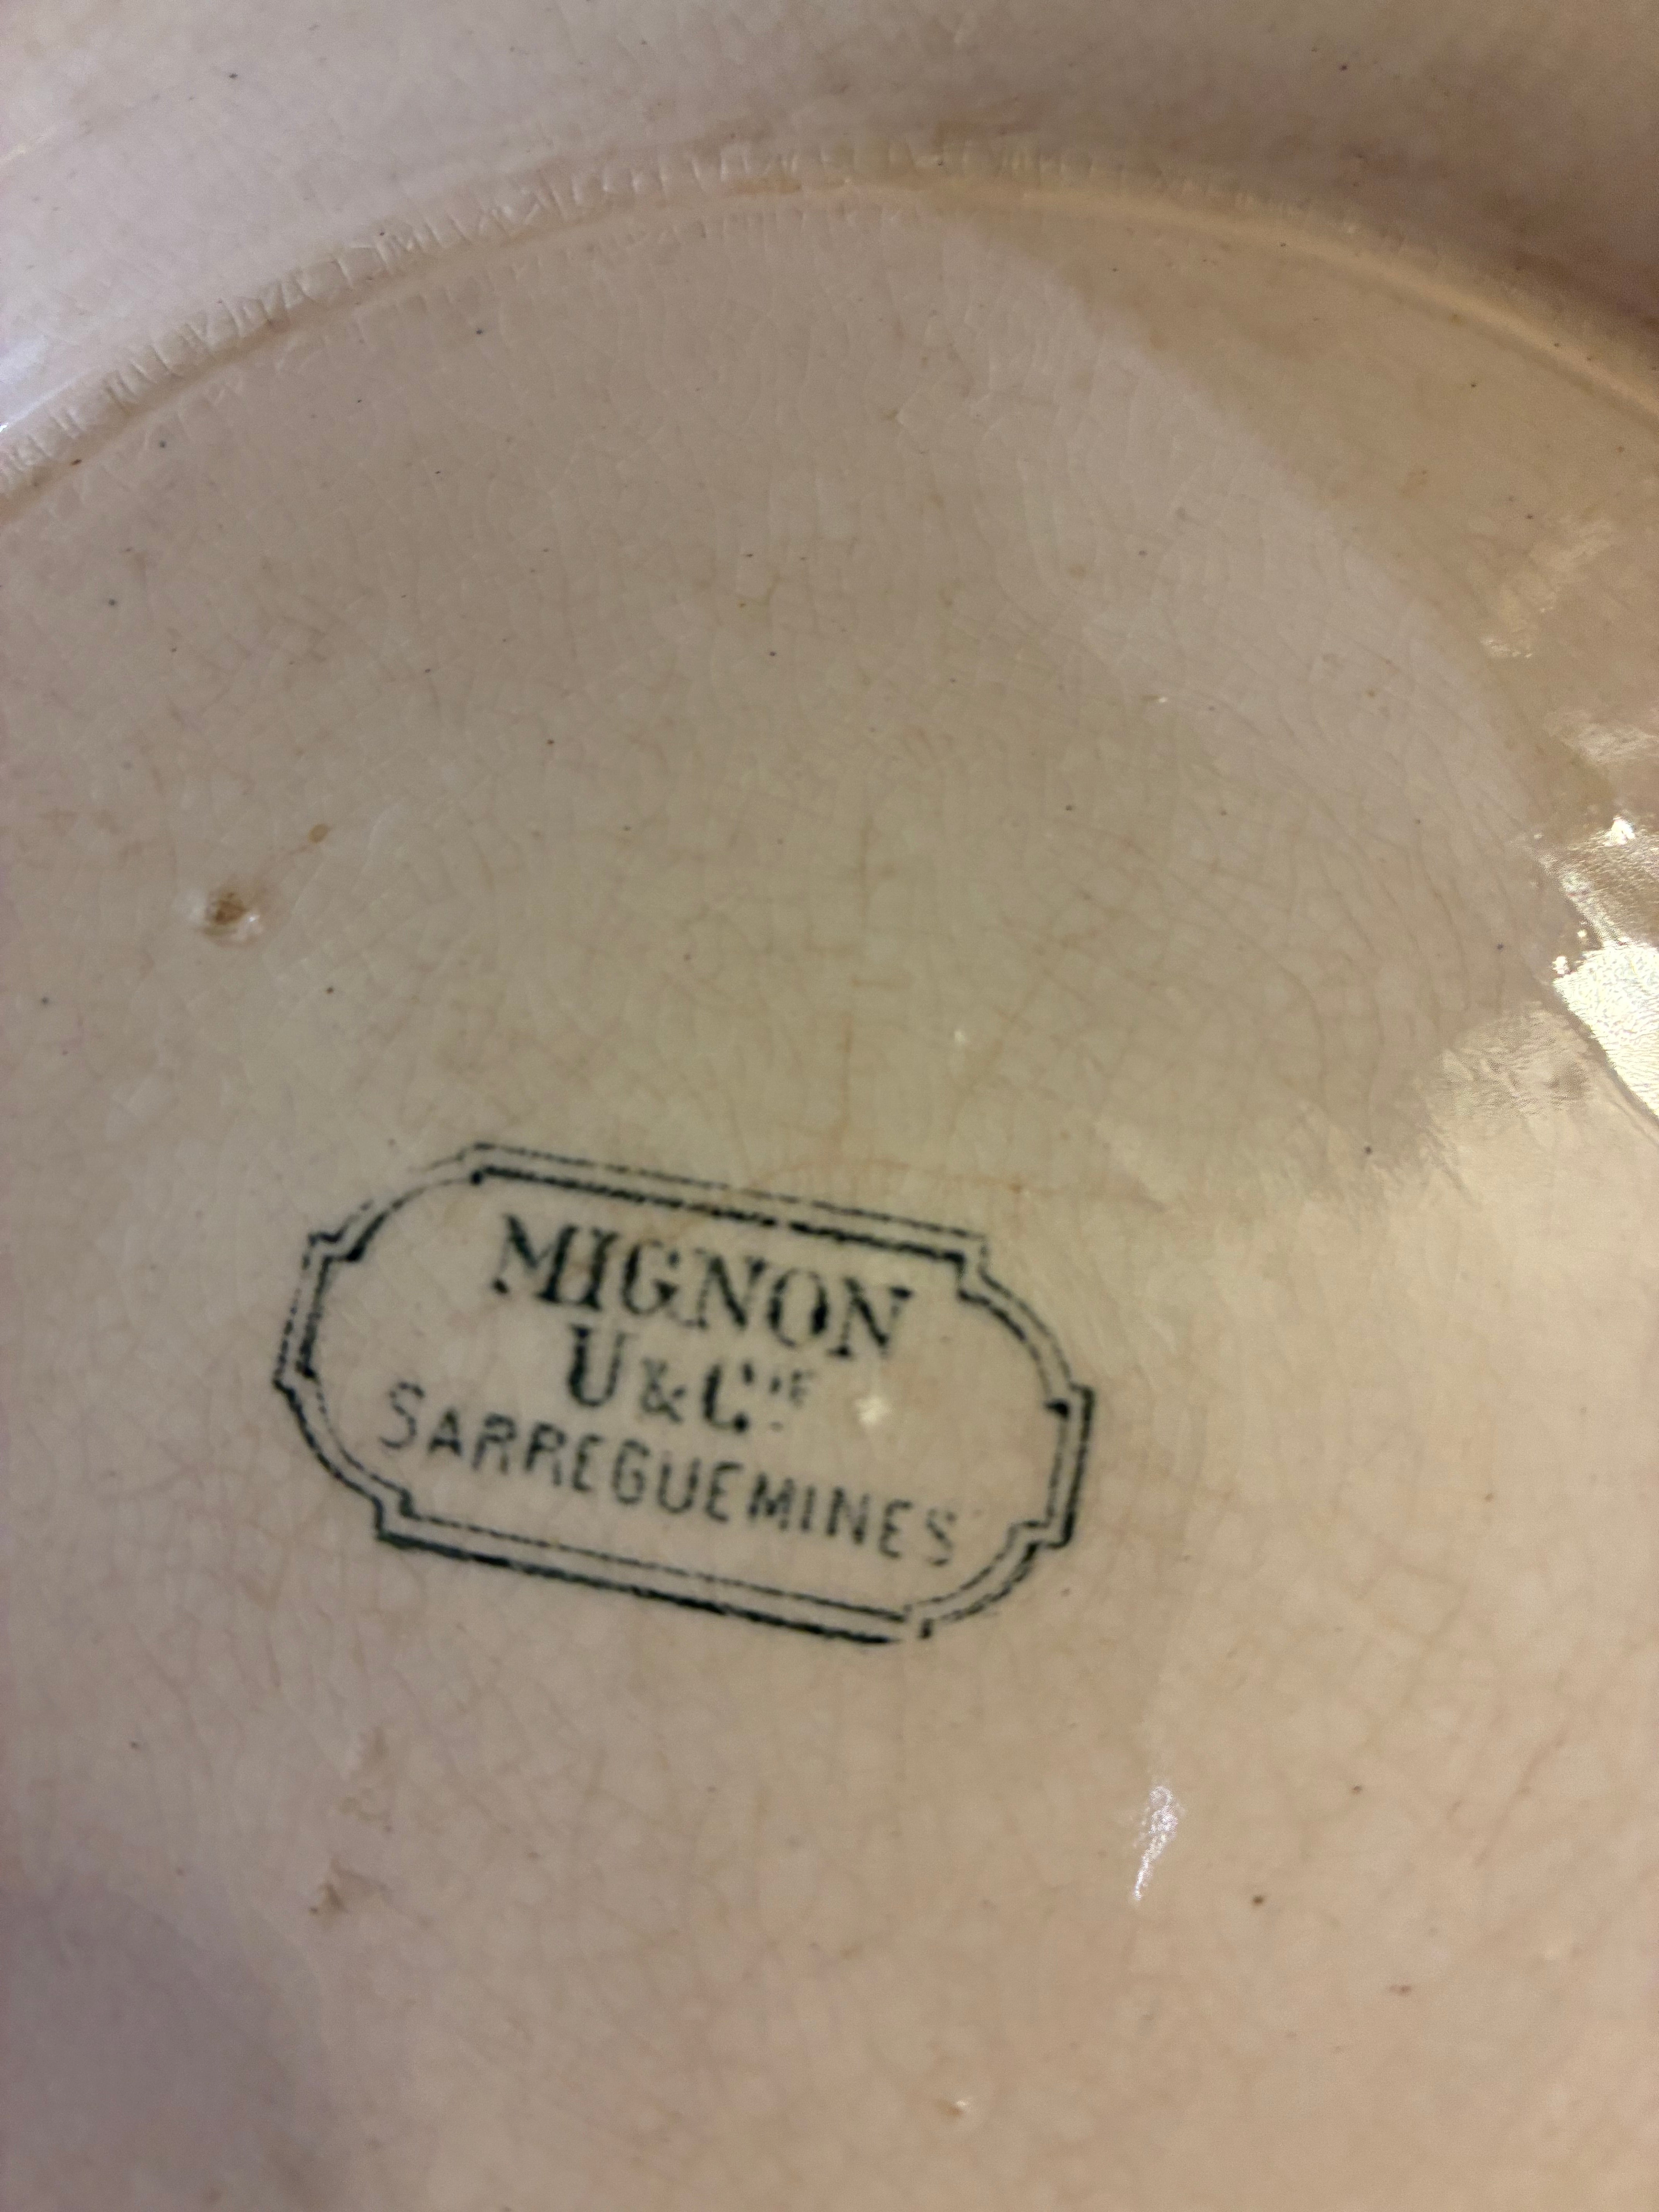 MIGNON
U & Cie
SARREGUEMINES